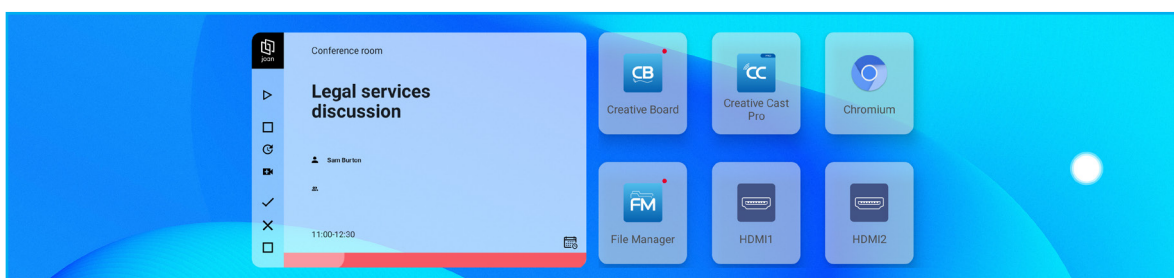 joan
Conference room
Legal services
discussion
Sam Burton
11:00-12:30
CB
Creative Board
CC
Creative Cast
Pro
Chromium
FM
File Manager
HDMI1
HDMI2